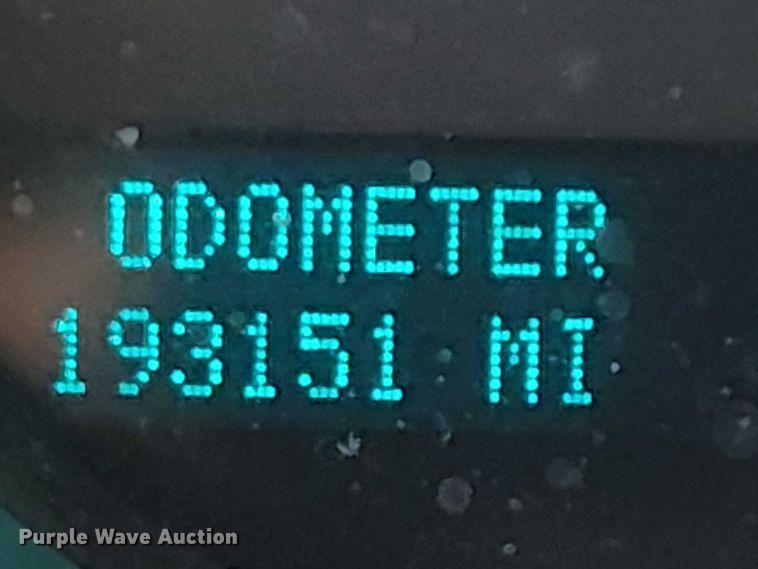 ODOMETER
193151 MI
Purple Wave Auction